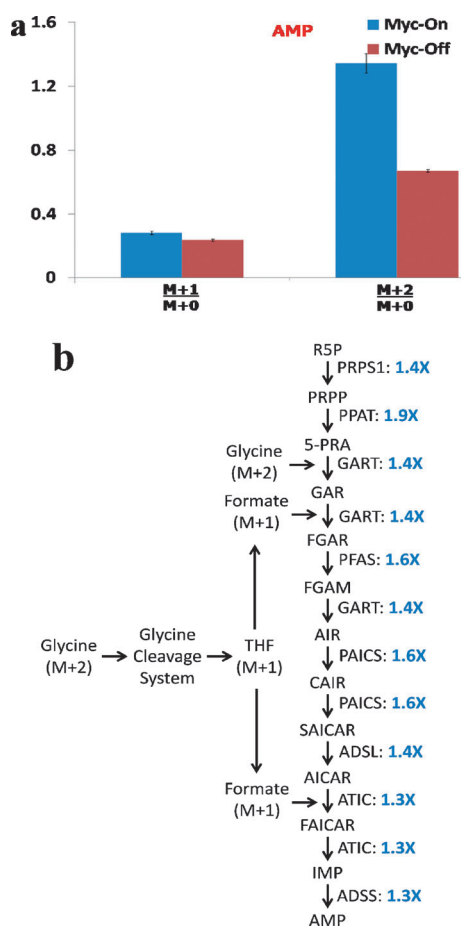 a
1.6
1.2
0.8
0.4
0
AMP
Myc-On
Myc-Off
M+1
M+0
M+2
M+0
b
R5P
PRPS1: 1.4X
PRPP
PPAT: 1.9X
5-PRA
Glycine
(M+2)
GART: 1.4X
GAR
Formate
(M+1)
GART: 1.4X
FGAR
PFAS: 1.6X
FGAM
GART: 1.4X
AIR
Glycine
(M+2)
Glycine
Cleavage
System
THF
(M+1)
PAICS: 1.6X
CAIR
PAICS: 1.6X
SAICAR
ADSL: 1.4X
AICAR
Formate
(M+1)
ATIC: 1.3X
FAICAR
ATIC: 1.3X
IMP
ADSS: 1.3X
AMP